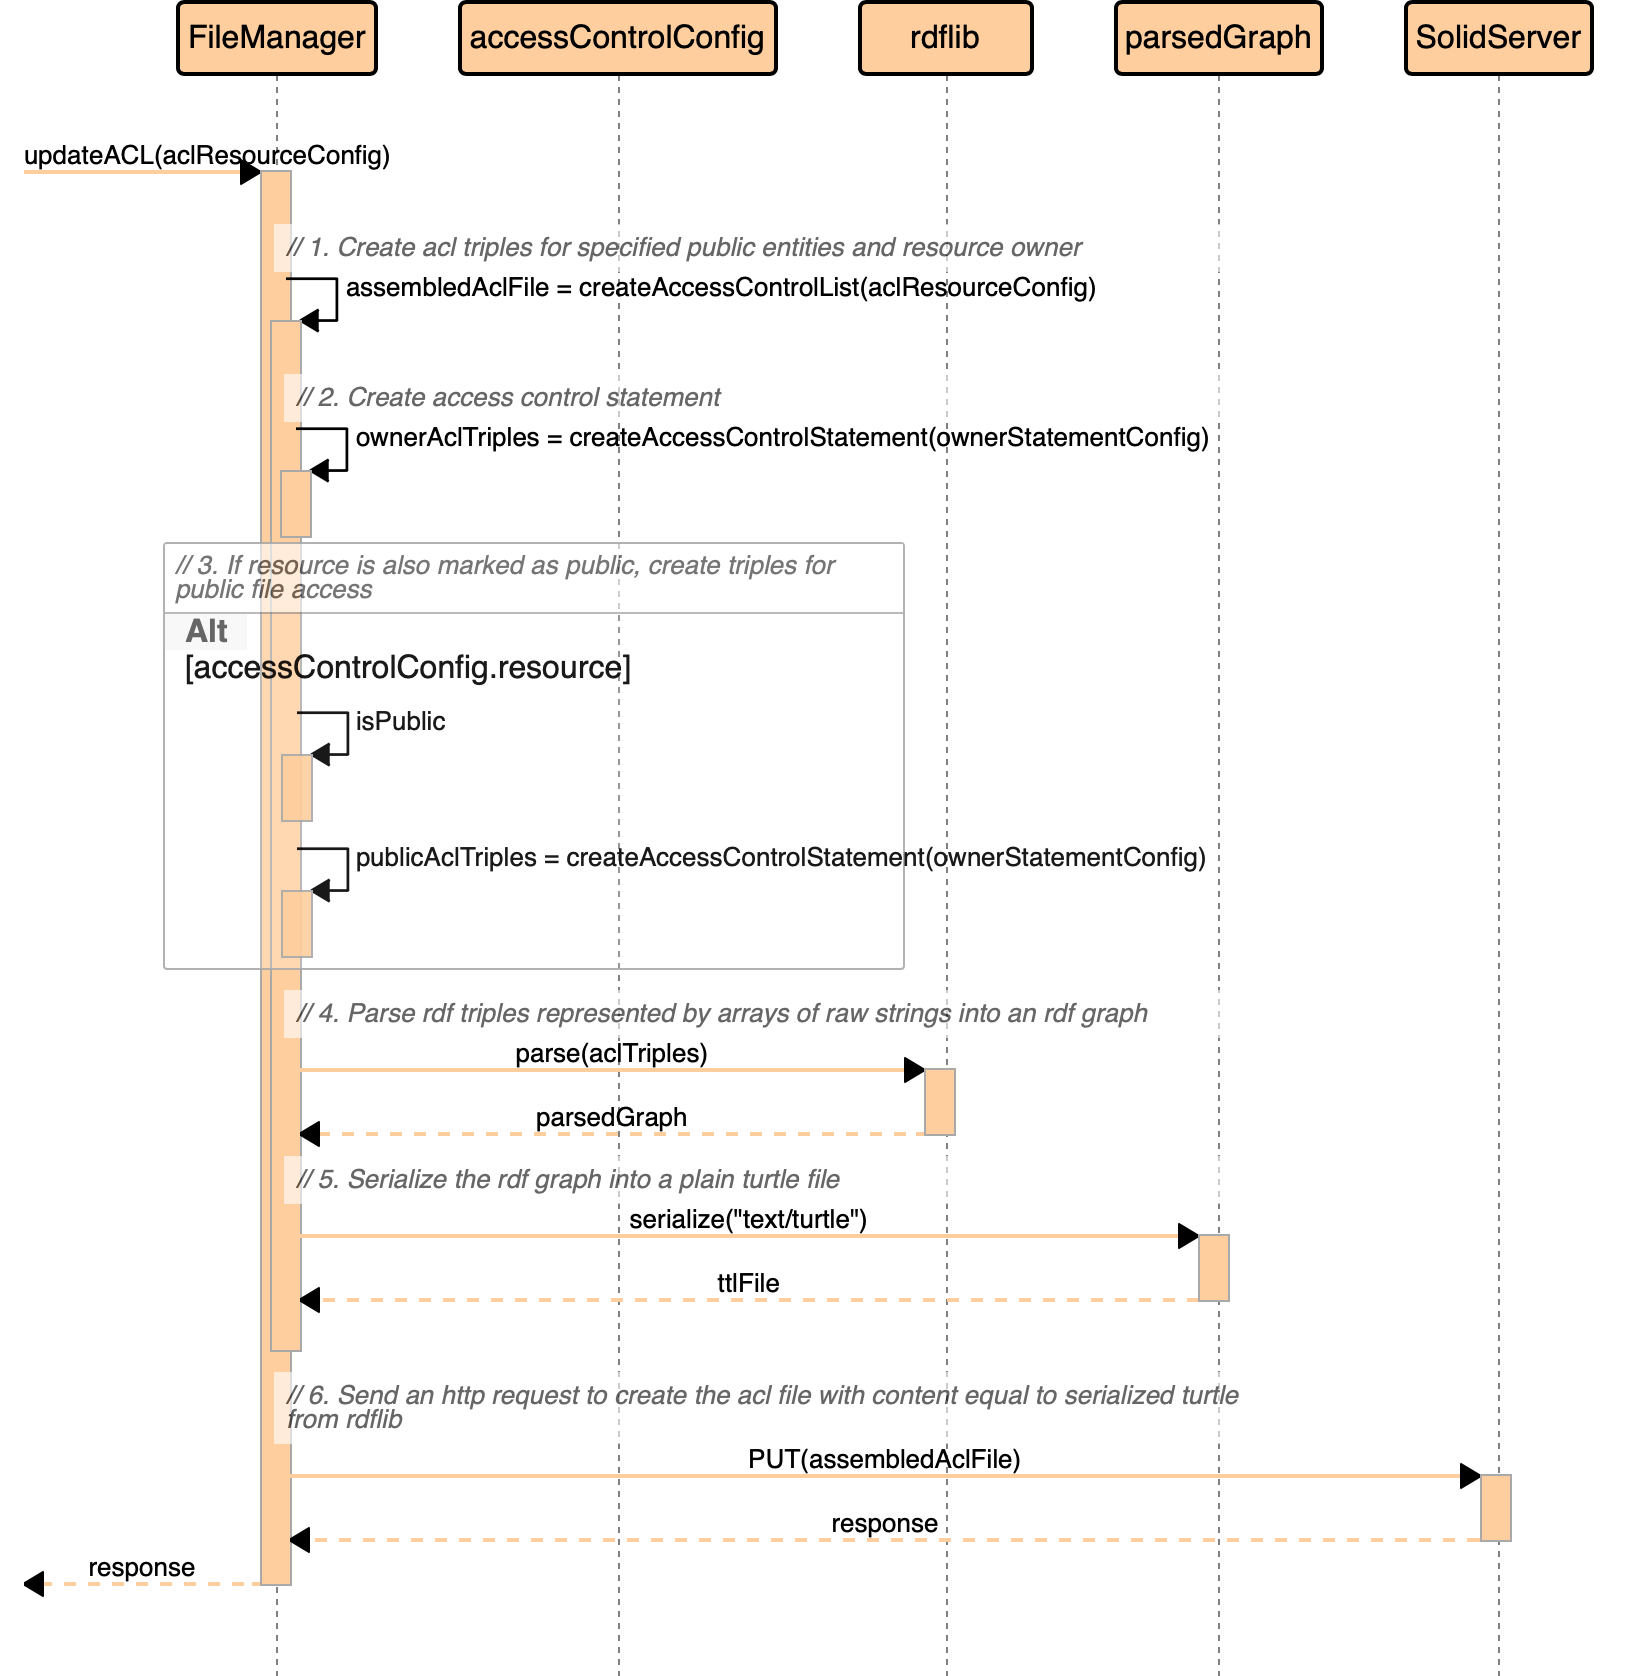 FileManager
accessControlConfig
rdflib
parsedGraph
SolidServer
updateACL(aclResourceConfig)
// 1. Create acl triples for specified public entities and resource owner
assembledAclFile = createAccessControlList(aclResourceConfig)
// 2. Create access control statement
ownerAclTriples = createAccessControlStatement(ownerStatementConfig)
// 3. If resource is also marked as public, create triples for
public file access
Alt
[accessControlConfig.resource]
isPublic
publicAclTriples = createAccessControlStatement(ownerStatementConfig)
// 4. Parse rdf triples represented by arrays of raw strings into an rdf graph
parse(aclTriples)
parsedGraph
// 5. Serialize the rdf graph into a plain turtle file
serialize("text/turtle")
ttlFile
// 6. Send an http request to create the acl file with content equal to serialized turtle
from rdflib
PUT(assembledAclFile)
response
response